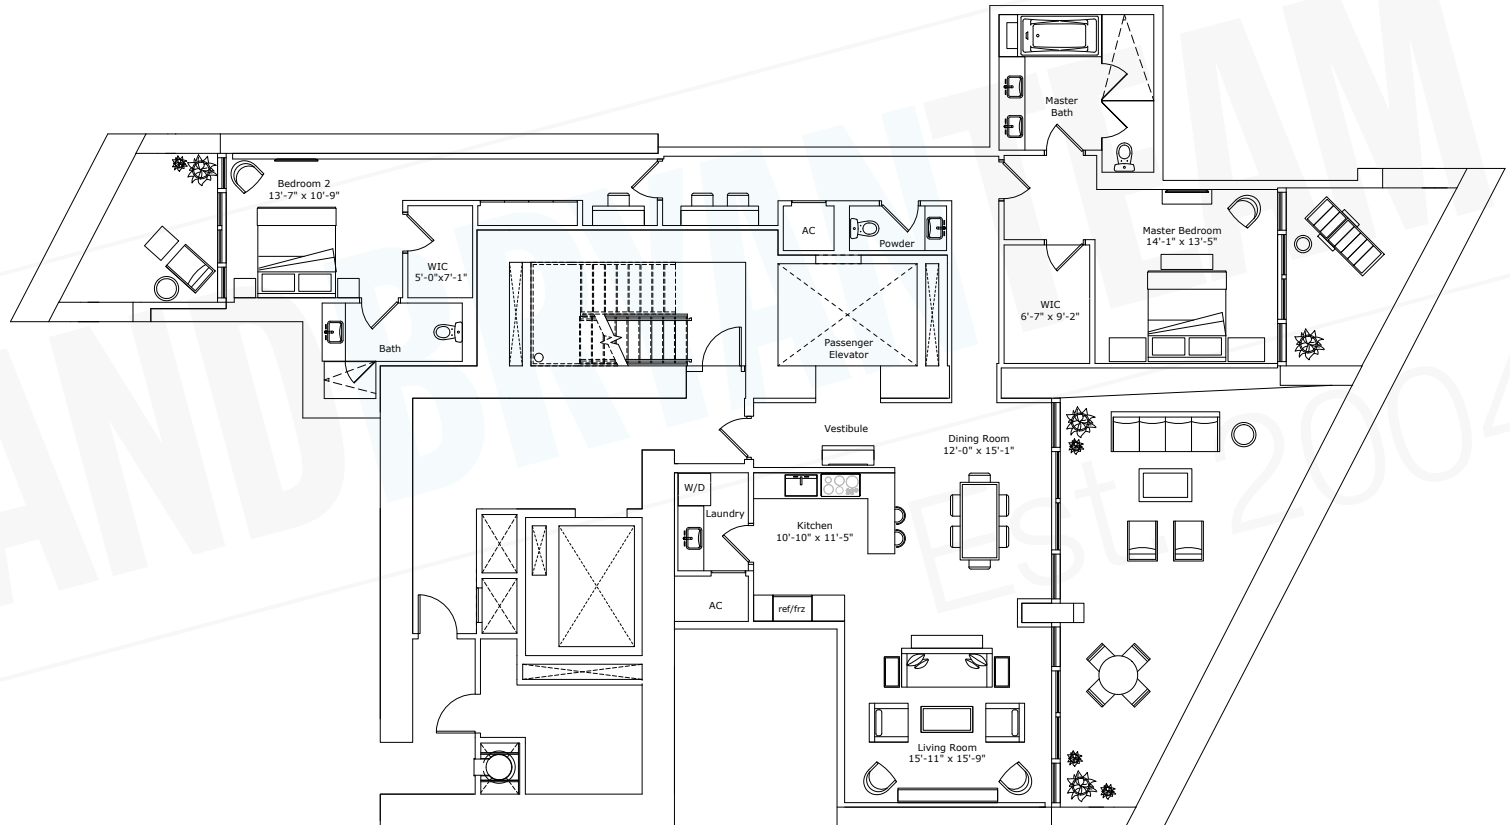 Master
Bath
Bedroom 2
13'-7" x 10'-9"
WIC
5'-0"x7'-1"
Bath
AC
Powder
Master Bedroom
14'-1" x 13'-5"
WIC
6'-7" x 9'-2"
Passenger
Elevator
Vestibule
Dining Room
12'-0" x 15'-1"
W/D
Laundry
Kitchen
10'-10" x 11'-5"
AC
ref/frz
Living Room
15'-11" x 15'-9"
ANDBRYANTEAM
Est. 2004